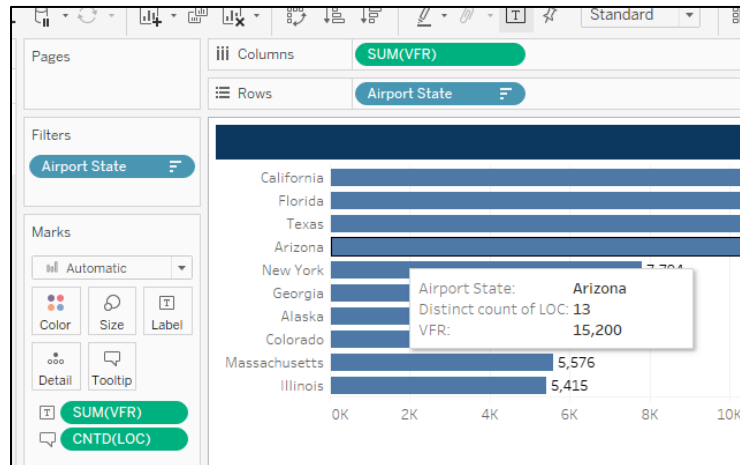 Standard
Pages
Columns
SUM(VFR)
Rows
Airport State
Filters
Airport State
Marks
Automatic
Color
Size
T
Label
Detail
Tooltip
T
SUM(VFR)
CNTD(LOC)
California
Florida
Texas
Arizona
New York
Georgia
Alaska
Colorado
Massachusetts
5,576
Illinois
5,415
Airport State: Arizona
Distinct count of LOC: 13
VFR: 15,200
0K 2K 4K 6K 8K 10K